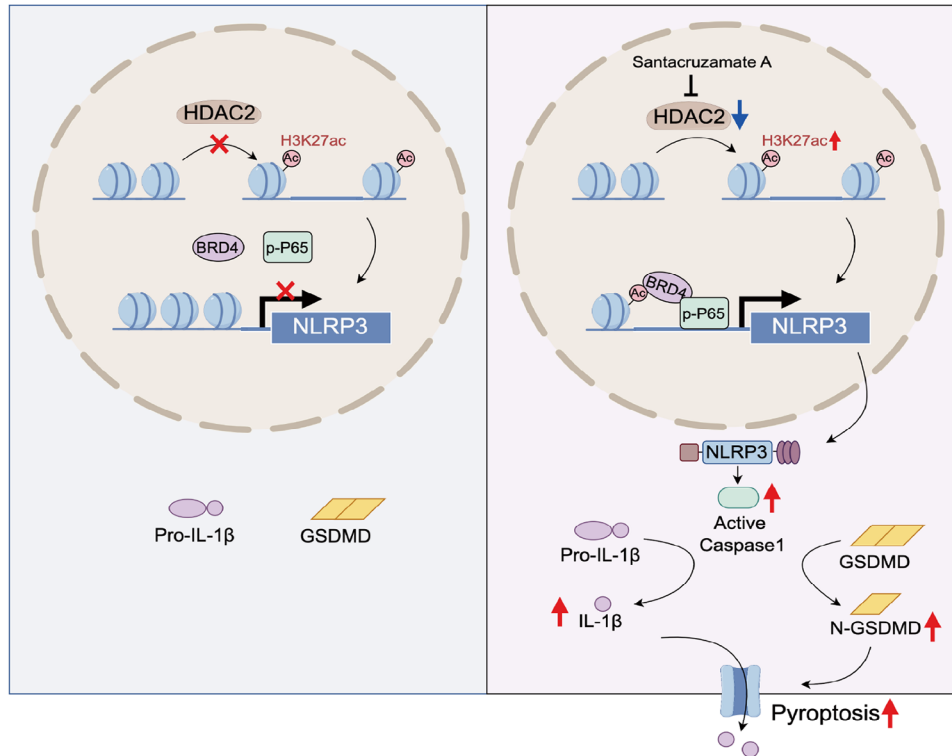 HDAC2
H3K27ac
Ac
Ac
BRD4
p-P65
NLRP3
Pro-IL-1β
GSDMD
Santacruzamate A
HDAC2
H3K27ac
Ac
Ac
Ac
BRD4
p-P65
NLRP3
NLRP3
Active
Caspase1
Pro-IL-1β
GSDMD
IL-1β
N-GSDMD
Pyroptosis